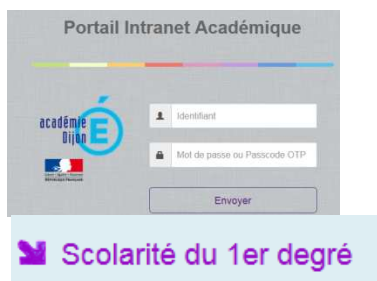 Portail Intranet Académique
académie
Dijon
Identifiant
Mot de passe ou Passcode OTP
Envoyer
Scolarité du 1er degré